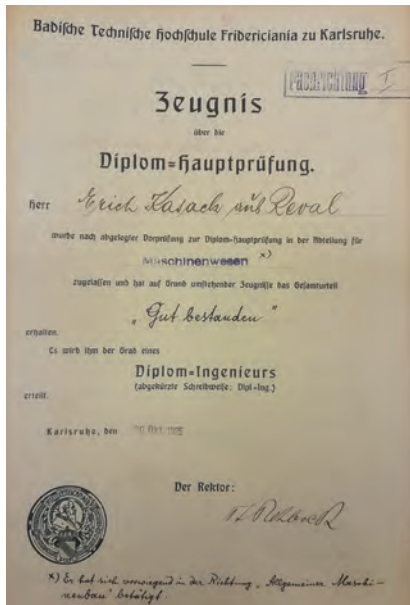 Badische Technische Hochschule Fridericiana zu Karlsruhe.
Fachrichtung I
Zeugnis
über die
Diplom=Hauptprüfung.
Herr Erich Kasack aus Reval
wurde nach abgelegter Vorprüfung zur Diplom=Hauptprüfung in der Abteilung für
Maschinenwesen x)
zugelassen und hat auf Grund umstehender Zeugnisse das Gesamturteil
„Gut bestanden"
erhalten.
Es wird ihm der Grad eines
Diplom=Ingenieurs
(abgekürzte Schreibweise: Dipl=Ing.)
erteilt.
Karlsruhe, den
Der Rektor:
x) Er hat sich vorwiegend in der Richtung „Allgemeiner Maschi-
nenbau" betätigt.